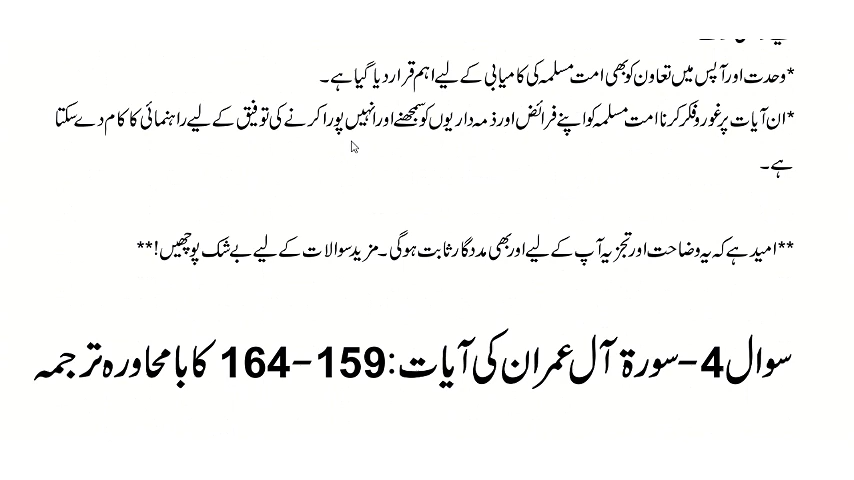 *وحدت اور آپس میں تعاون کو بھی امت مسلمہ کی کامیابی کے لیے اہم قرار دیا گیا ہے۔
*ان آیات پر غور و فکر کرنا امت مسلمہ کو اپنے فرائض اور ذمہ داریوں کو سمجھنے اور انہیں پورا کرنے کی توفیق کے لیے راہنمائی کا کام دے سکتا
ہے۔
**امید ہے کہ یہ وضاحت اور تجزیہ آپ کے لیے اور بھی مددگار ثابت ہوگی۔ مزید سوالات کے لیے بے شک پوچھیں!**
سوال 4-سورۃ آل عمران کی آیات: 159-164 کا بامحاورہ ترجمہ